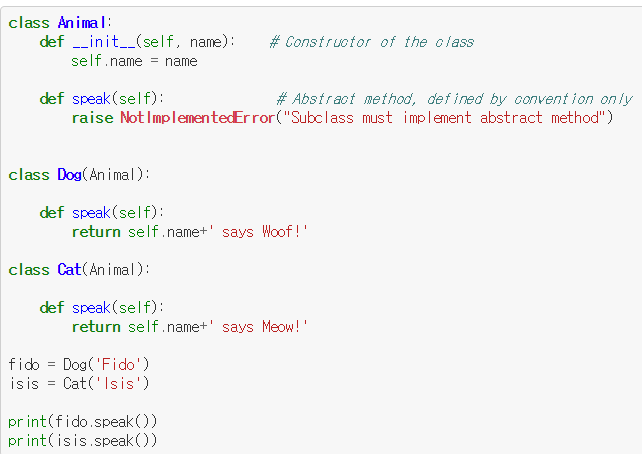 class Animal:
    def __init__(self, name):    # Constructor of the class
        self.name = name
    def speak(self):              # Abstract method, defined by convention only
        raise NotImplementedError("Subclass must implement abstract method")
class Dog(Animal):
    def speak(self):
        return self.name+' says Woof!'
class Cat(Animal):
    def speak(self):
        return self.name+' says Meow!'
fido = Dog('Fido')
isis = Cat('Isis')
print(fido.speak())
print(isis.speak())